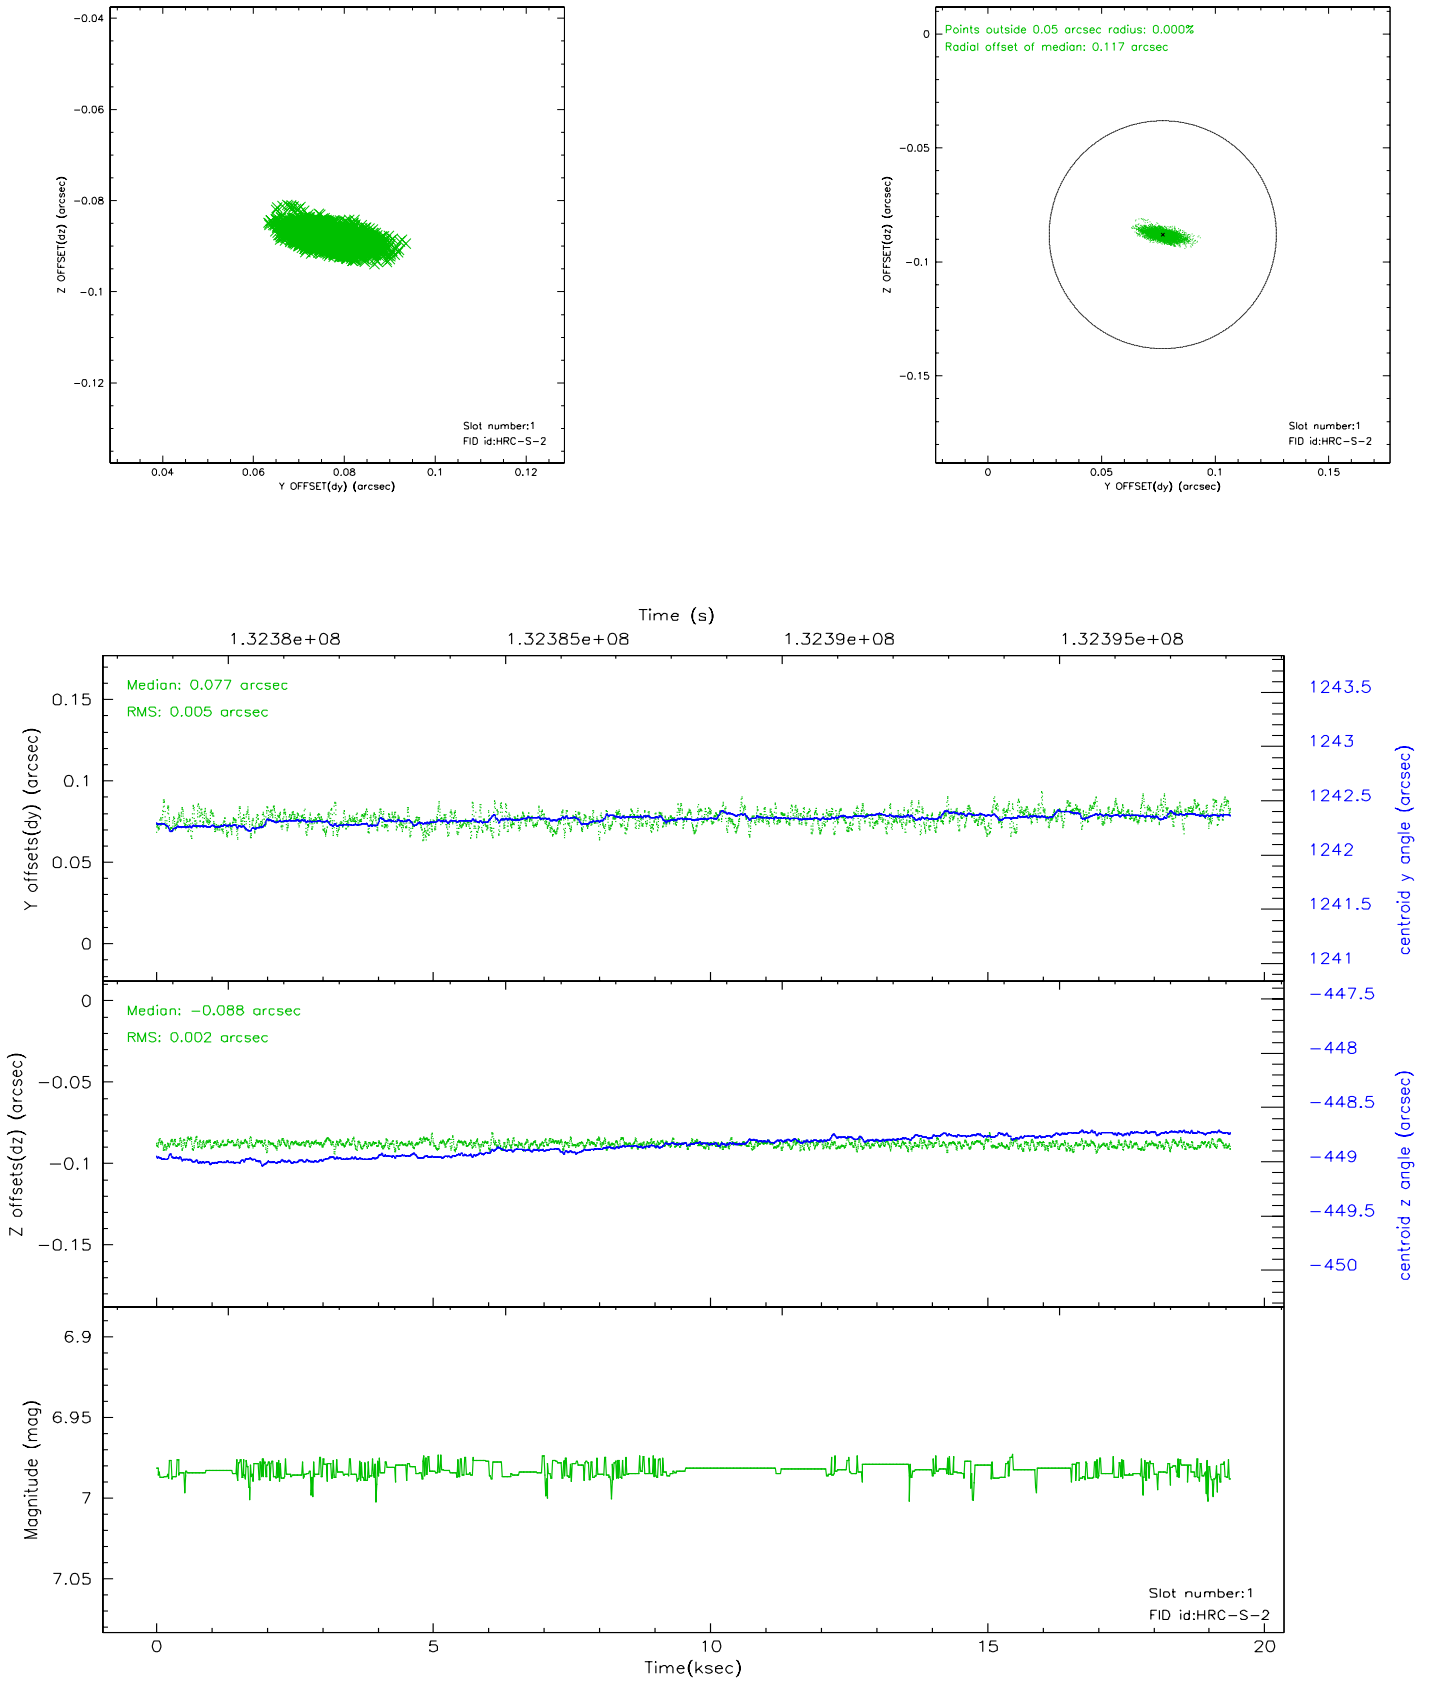 -0.04
-0.06
-0.08
-0.1
-0.12
Z OFFSET(dz) (arcsec)
Slot number:1
FID id:HRC-S-2
0.04 0.06 0.08 0.1 0.12
Y OFFSET(dy) (arcsec)
Points outside 0.05 arcsec radius: 0.000%
Radial offset of median: 0.117 arcsec
0
-0.05
-0.1
-0.15
Z OFFSET(dz) (arcsec)
Slot number:1
FID id:HRC-S-2
0 0.05 0.1 0.15
Y OFFSET(dy) (arcsec)
Time (s)
1.3238e+08 1.32385e+08 1.3239e+08 1.32395e+08
Median: 0.077 arcsec
RMS: 0.005 arcsec
0.15
0.1
0.05
0
Y offsets(dy) (arcsec)
1243.5
1243
1242.5
1242
1241.5
1241
centroid y angle (arcsec)
Median: -0.088 arcsec
RMS: 0.002 arcsec
0
-0.05
-0.1
-0.15
Z offsets(dz) (arcsec)
-447.5
-448
-448.5
-449
-449.5
-450
centroid z angle (arcsec)
6.9
6.95
7
7.05
Magnitude (mag)
Slot number:1
FID id:HRC-S-2
0 5 10 15 20
Time(ksec)